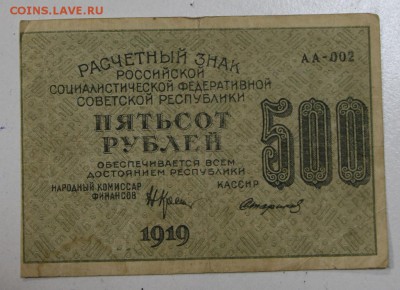 COINS.LAVE.RU
РАСЧЕТНЫЙ ЗНАК
РОССИЙСКОЙ
СОЦИАЛИСТИЧЕСКОЙ ФЕДЕРАТИВНОЙ
СОВЕТСКОЙ РЕСПУБЛИКИ
АА-002
ПЯТЬСОТ
РУБЛЕЙ
500
ОБЕСПЕЧИВАЕТСЯ ВСЕМ
ДОСТОЯНИЕМ РЕСПУБЛИКИ
НАРОДНЫЙ КОМИССАР
ФИНАНСОВ
КАССИР
1919